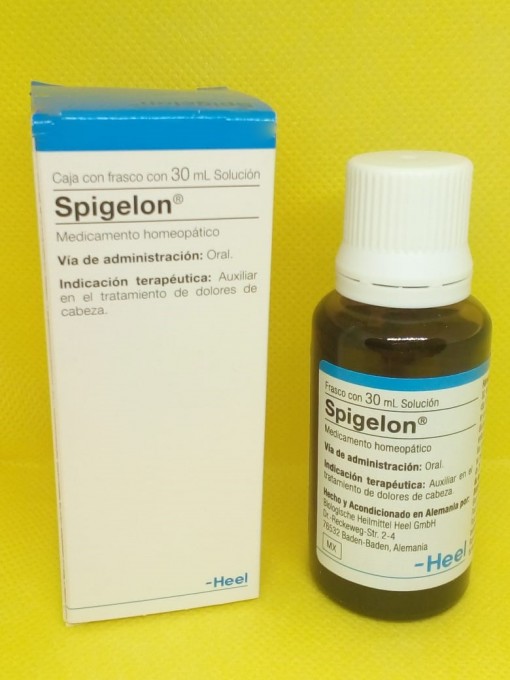 Caja con frasco con 30 mL Solución
Spigelon®
Medicamento homeopático
Vía de administración: Oral.
Indicación terapéutica: Auxiliar
en el tratamiento de dolores de
cabeza.
-Heel
Frasco con 30 mL Solución
Spigelon®
Medicamento homeopático
Vía de administración: Oral.
Indicación terapéutica: Auxiliar en el
tratamiento de dolores de cabeza.
Hecho y Acondicionado en Alemania por:
Biologische Heilmittel Heel GmbH
Dr.-Reckeweg-Str. 2-4
76532 Baden-Baden, Alemania
MX
-Heel